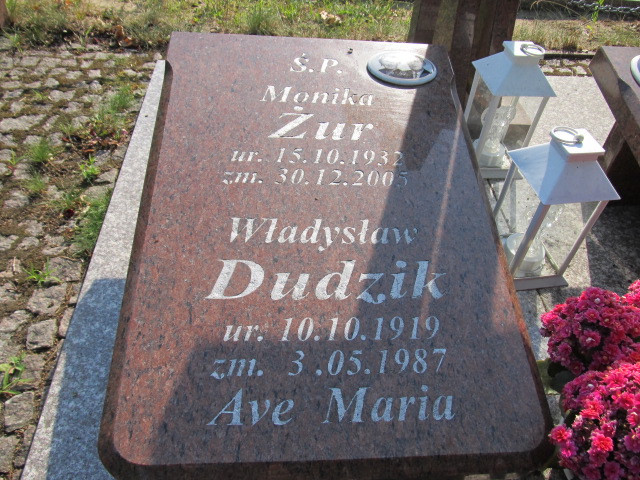 Ś.P.
Monika
Żur
ur. 15.10.1932
zm. 30.12.2005
Władysław
Dudzik
ur. 10.10.1919
zm. 3.05.1987
Ave Maria